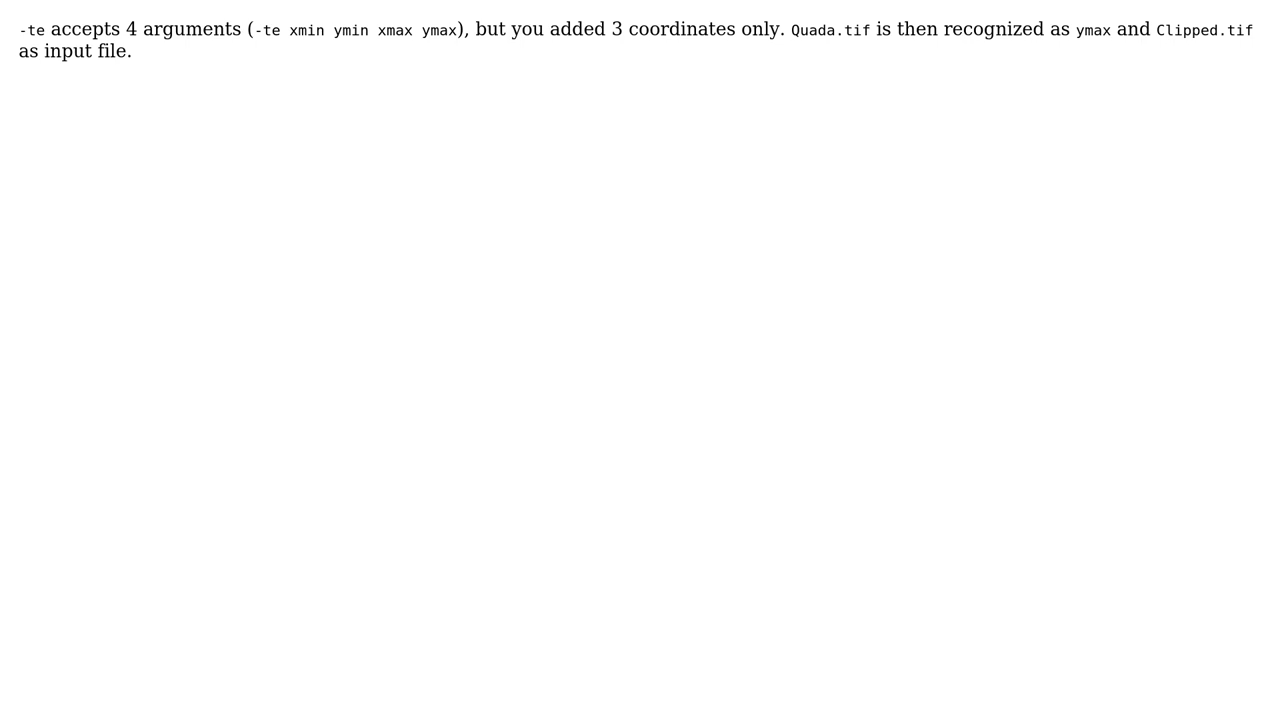 -te accepts 4 arguments (-te xmin ymin xmax ymax), but you added 3 coordinates only. Quada.tif is then recognized as ymax and Clipped.tif
as input file.